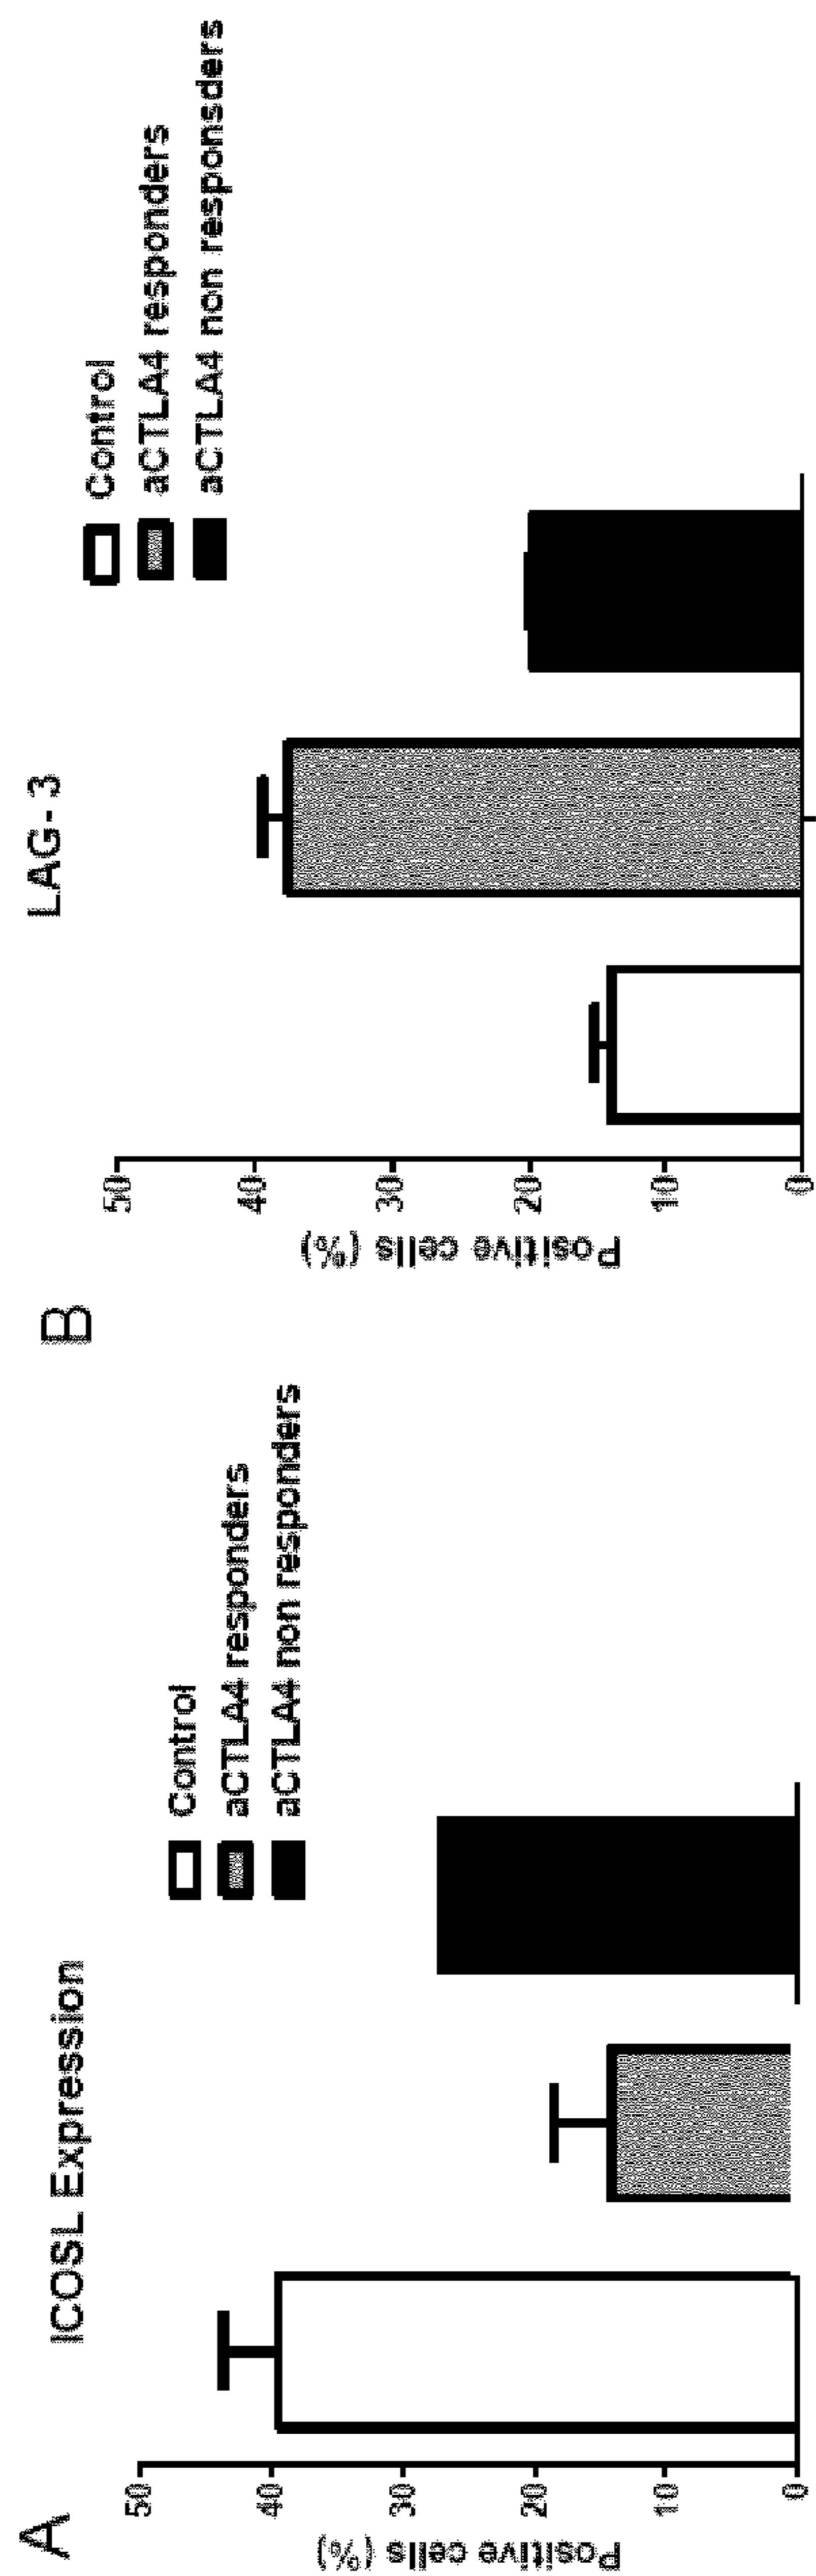 A
ICOSL Expression
Control
aCTLA4 responders
aCTLA4 non responders
Positive cells (%)
50
40
30
20
10
0
B
LAG-3
Control
aCTLA4 responders
aCTLA4 non responsders
Positive cells (%)
50
40
30
20
10
0